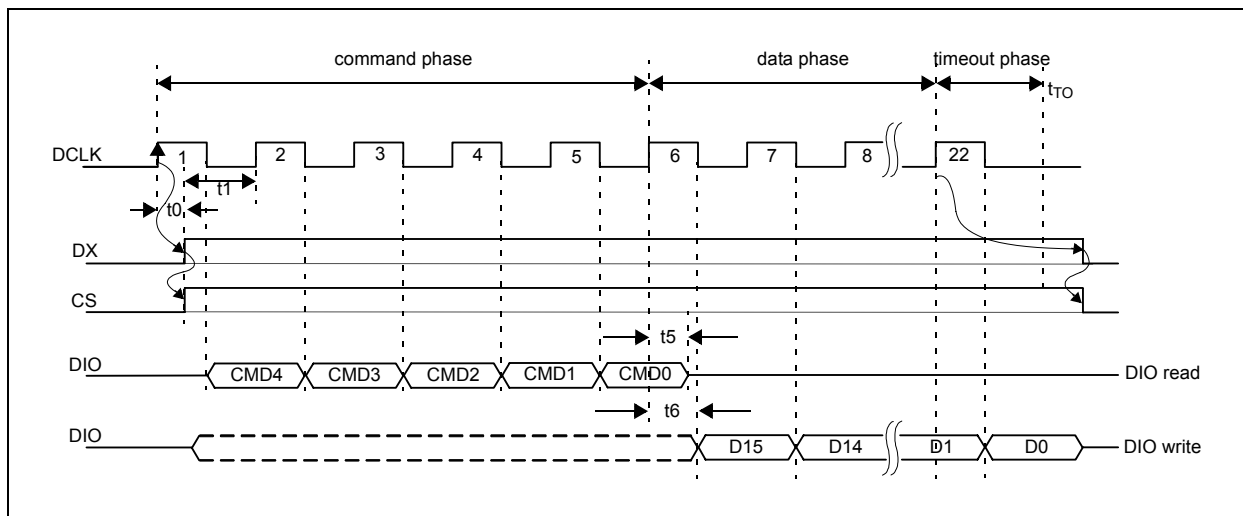 command phase data phase timeout phase
tTO
DCLK 1 2 3 4 5 6 7 8 22
t1
t0
DX
CS
t5
DIO CMD4 CMD3 CMD2 CMD1 CMD0 DIO read
t6
DIO D15 D14 D1 D0 DIO write